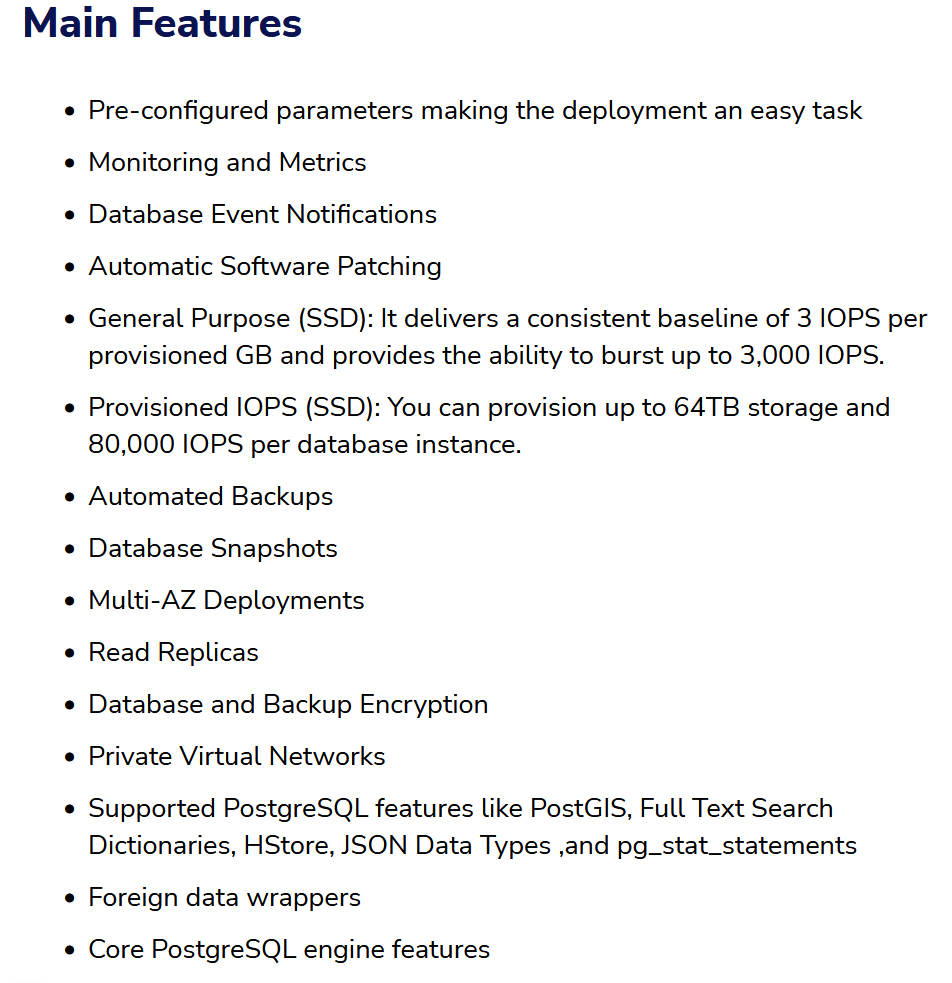 Main Features
• Pre-configured parameters making the deployment an easy task
• Monitoring and Metrics
• Database Event Notifications
• Automatic Software Patching
• General Purpose (SSD): It delivers a consistent baseline of 3 IOPS per
provisioned GB and provides the ability to burst up to 3,000 IOPS.
• Provisioned IOPS (SSD): You can provision up to 64TB storage and
80,000 IOPS per database instance.
• Automated Backups
• Database Snapshots
• Multi-AZ Deployments
• Read Replicas
• Database and Backup Encryption
• Private Virtual Networks
• Supported PostgreSQL features like PostGIS, Full Text Search
Dictionaries, HStore, JSON Data Types ,and pg_stat_statements
• Foreign data wrappers
• Core PostgreSQL engine features